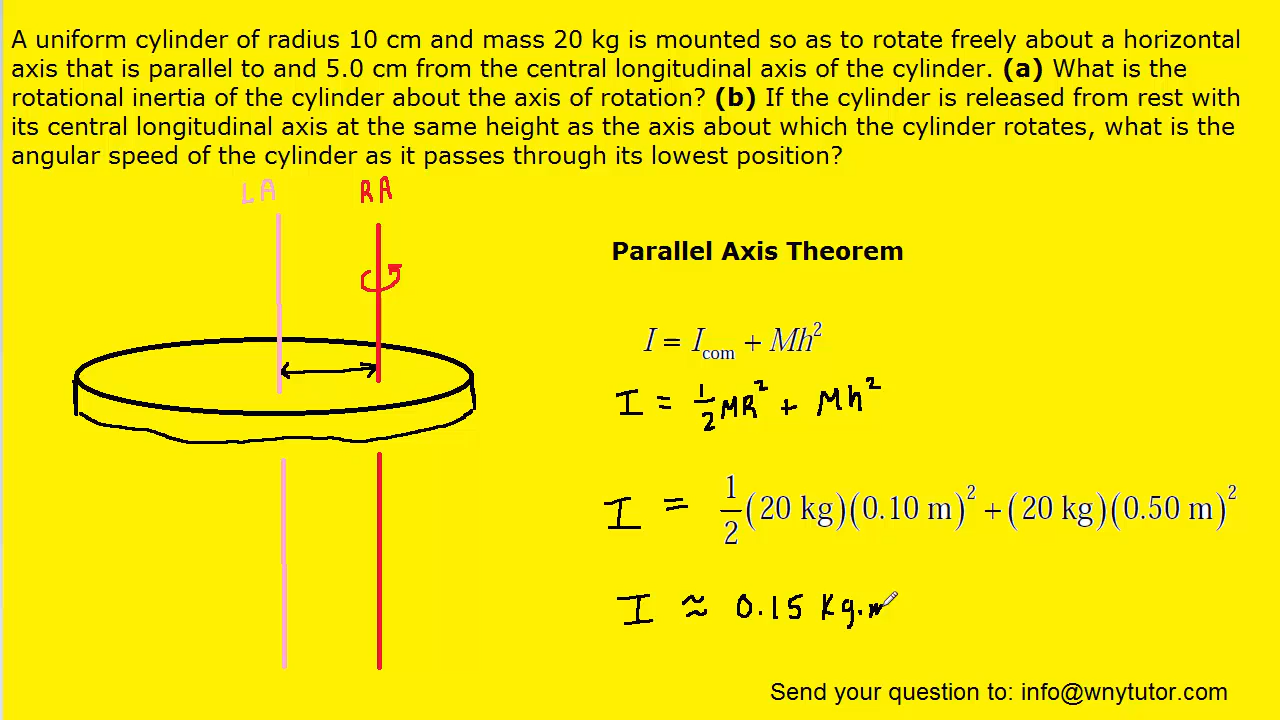 A uniform cylinder of radius 10 cm and mass 20 kg is mounted so as to rotate freely about a horizontal
axis that is parallel to and 5.0 cm from the central longitudinal axis of the cylinder. (a) What is the
rotational inertia of the cylinder about the axis of rotation? (b) If the cylinder is released from rest with
its central longitudinal axis at the same height as the axis about which the cylinder rotates, what is the
angular speed of the cylinder as it passes through its lowest position?
LA RA
Parallel Axis Theorem
I = I_com + Mh²
I = 1/2 MR² + Mh²
I = 1/2 (20 kg)(0.10 m)² + (20 kg)(0.50 m)²
I ≈ 0.15 kg.m
Send your question to: info@wnytutor.com